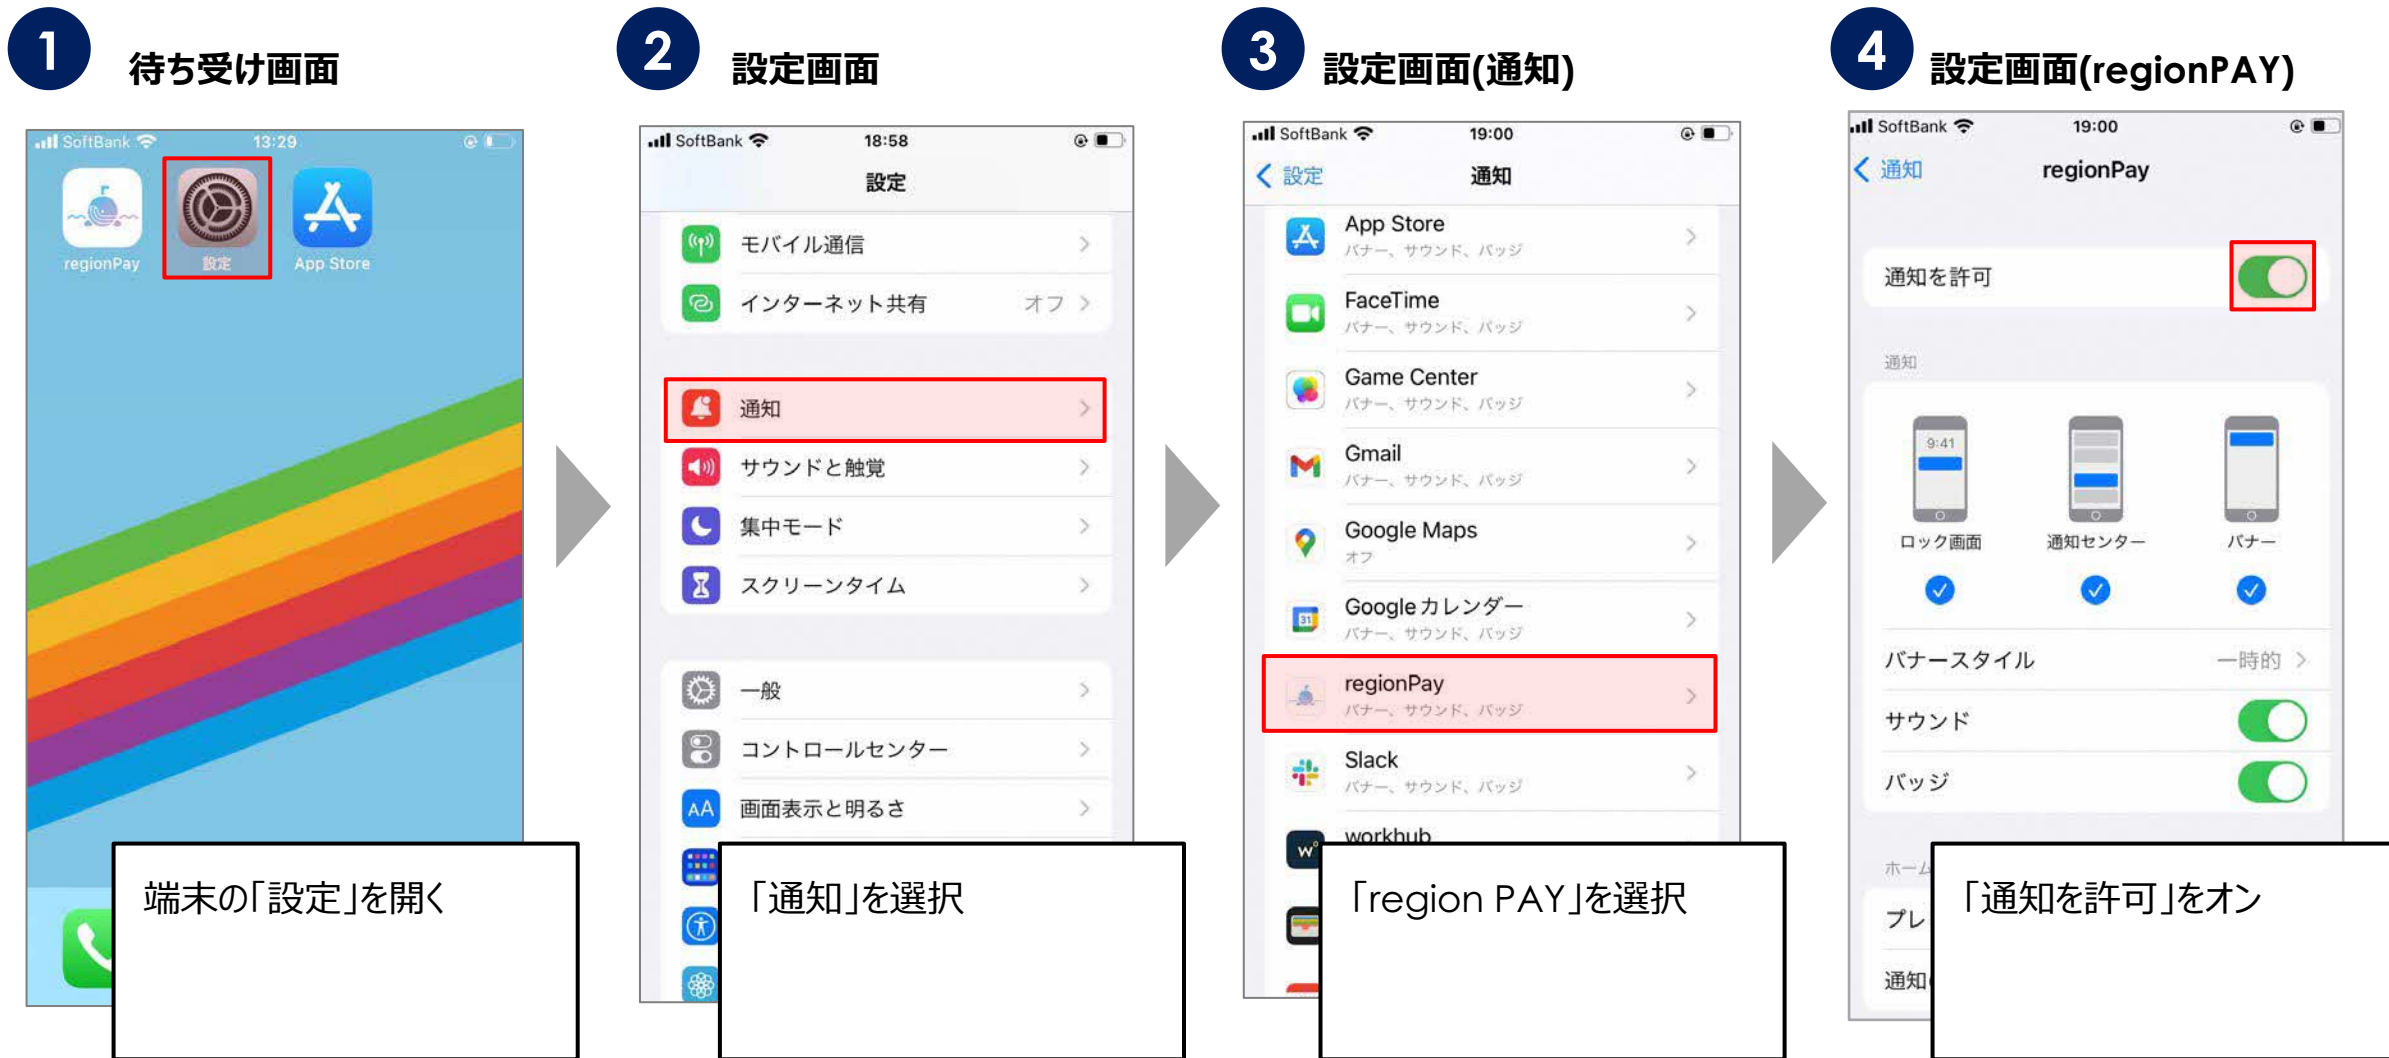 1
待ち受け画面
SoftBank
13:29
regionPay
設定
App Store
端末の「設定」を開く
2
設定画面
SoftBank
18:58
設定
モバイル通信
インターネット共有
オフ
通知
サウンドと触覚
集中モード
スクリーンタイム
一般
コントロールセンター
AA
画面表示と明るさ
「通知」を選択
3
設定画面(通知)
SoftBank
19:00
設定
通知
App Store
バナー、サウンド、バッジ
FaceTime
バナー、サウンド、バッジ
Game Center
バナー、サウンド、バッジ
Gmail
バナー、サウンド、バッジ
Google Maps
オフ
31
Google カレンダー
バナー、サウンド、バッジ
regionPay
バナー、サウンド、バッジ
Slack
バナー、サウンド、バッジ
workhub
「region PAY」を選択
4
設定画面(regionPAY)
SoftBank
19:00
通知
regionPay
通知を許可
通知
9:41
ロック画面
通知センター
バナー
バナースタイル
一時的
サウンド
バッジ
ホーム
プレ
通知
「通知を許可」をオン